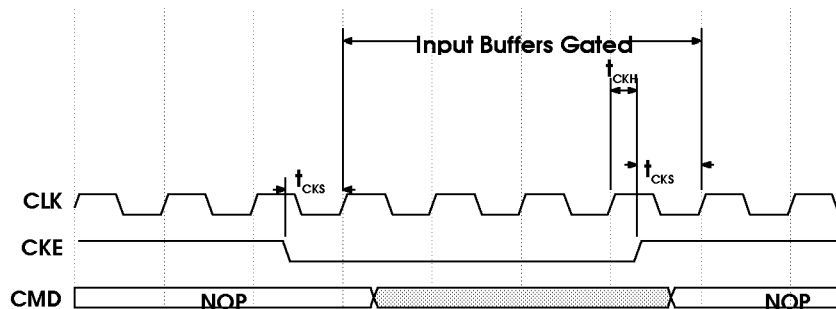 Input Buffers Gated
tCKH
tCKS
tCKS
CLK
CKE
CMD
NOP
NOP